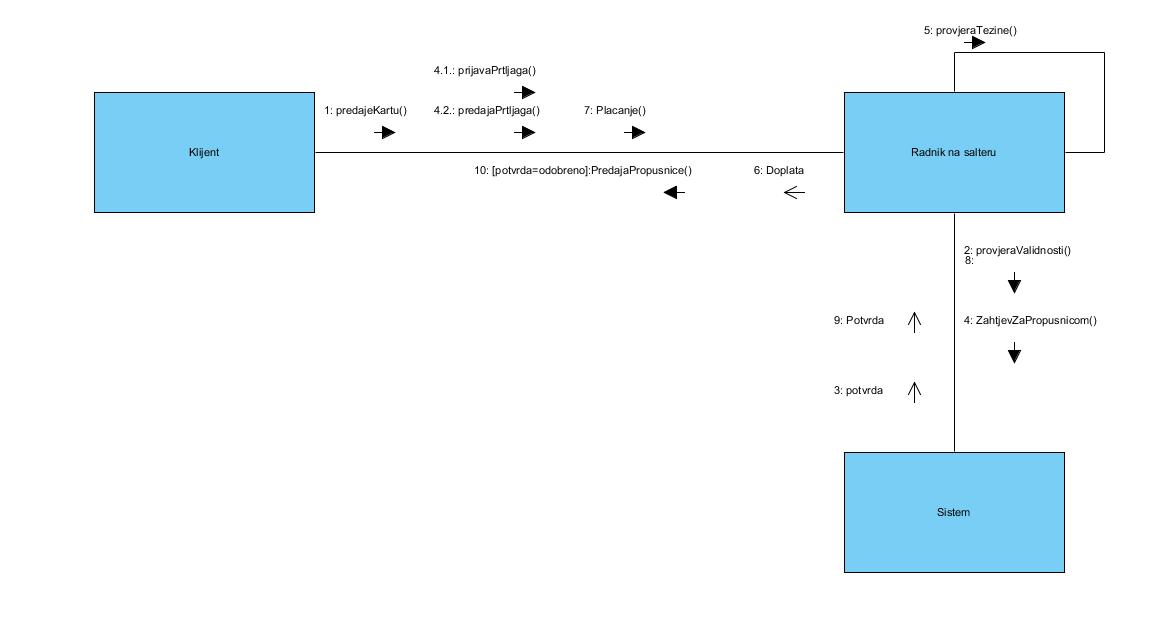 5: provjeraTezine()
4.1.: prijavaPrtljaga()
1: predajeKartu()
4.2.: predajaPrtljaga()
7: Placanje()
Klijent
Radnik na salteru
10: [potvrda=odobreno]:PredajaPropusnice()
6: Doplata
2: provjeraValidnosti()
8:
9: Potvrda
4: ZahtjevZaPropusnicom()
3: potvrda
Sistem